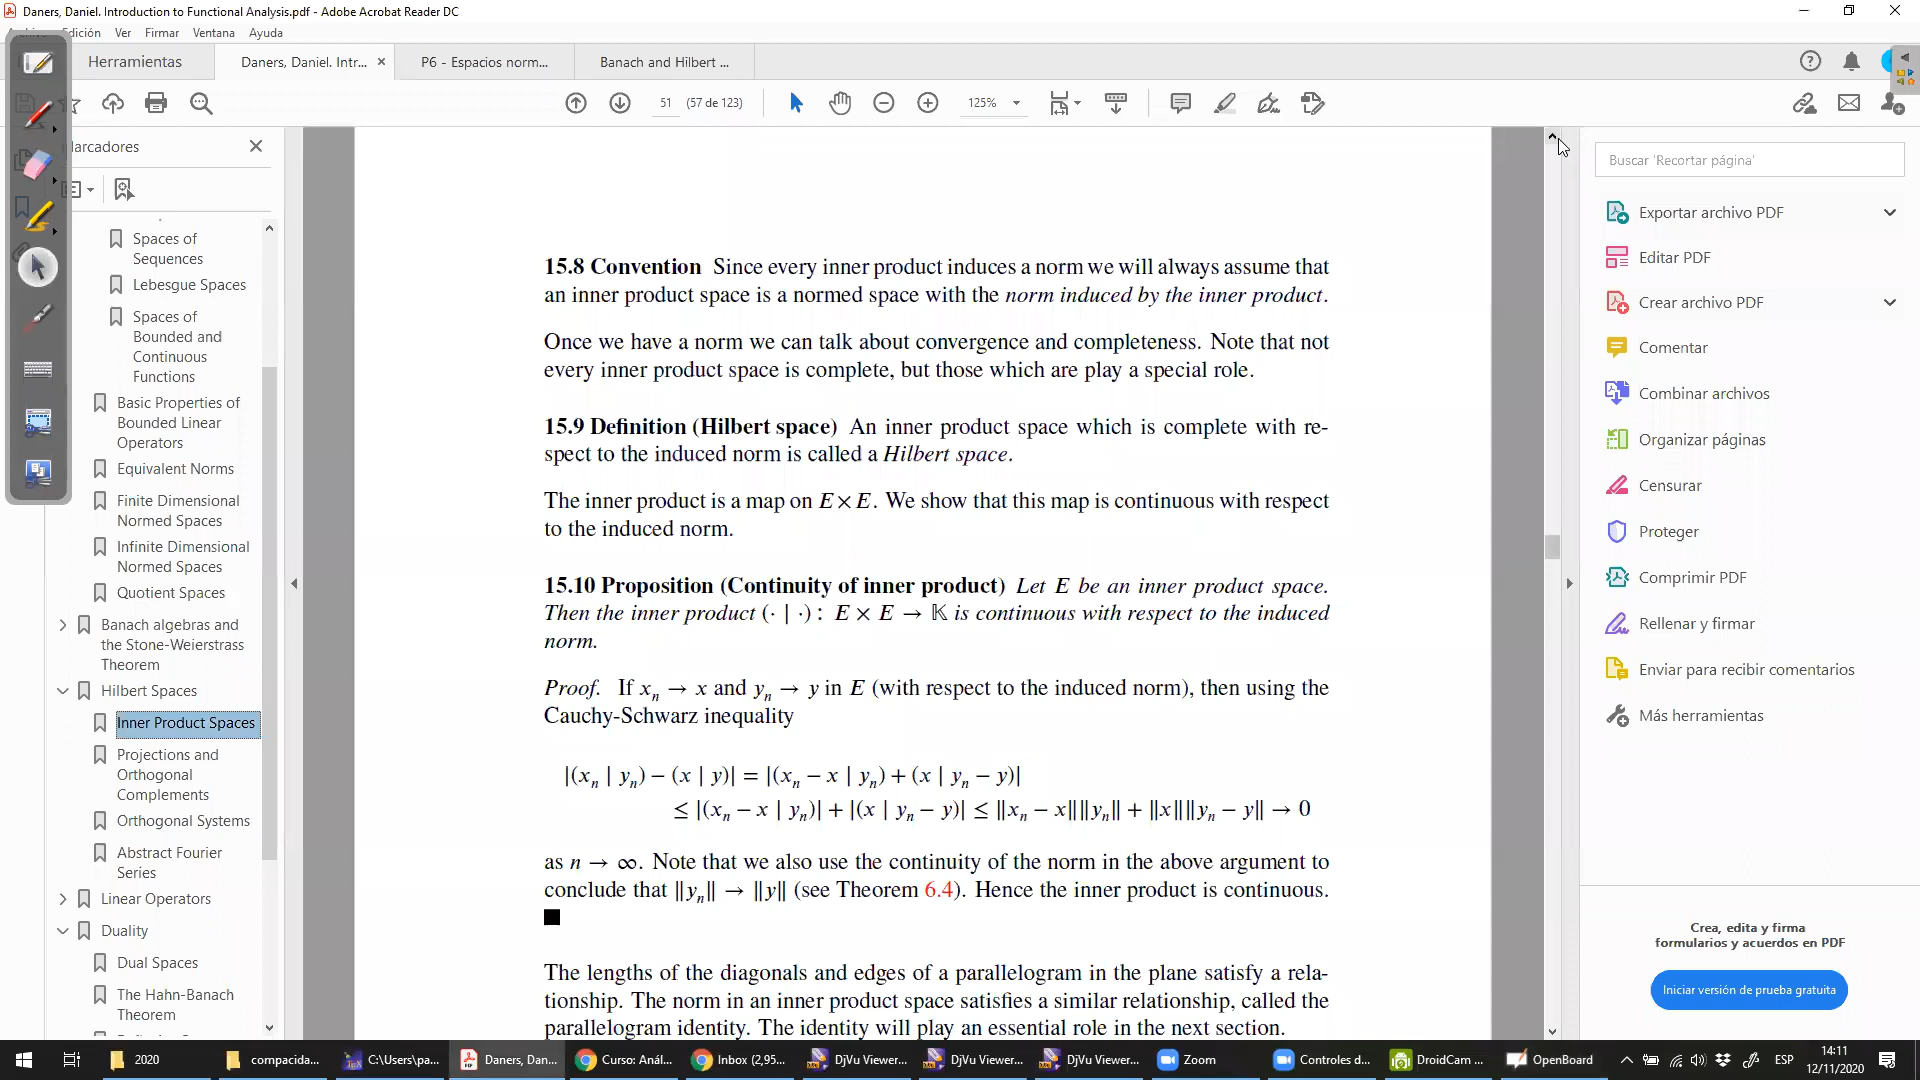 Daners, Daniel. Introduction to Functional Analysis.pdf - Adobe Acrobat Reader DC
Edición Ver Firmar Ventana Ayuda
Herramientas
Daners, Daniel. Intr...
P6 - Espacios norm...
Banach and Hilbert ...
51 (57 de 123)
125%
arcadores
Spaces of
Sequences
Lebesgue Spaces
Spaces of
Bounded and
Continuous
Functions
Basic Properties of
Bounded Linear
Operators
Equivalent Norms
Finite Dimensional
Normed Spaces
Infinite Dimensional
Normed Spaces
Quotient Spaces
Banach algebras and
the Stone-Weierstrass
Theorem
Hilbert Spaces
Inner Product Spaces
Projections and
Orthogonal
Complements
Orthogonal Systems
Abstract Fourier
Series
Linear Operators
Duality
Dual Spaces
The Hahn-Banach
Theorem
15.8 Convention Since every inner product induces a norm we will always assume that
an inner product space is a normed space with the norm induced by the inner product.
Once we have a norm we can talk about convergence and completeness. Note that not
every inner product space is complete, but those which are play a special role.
15.9 Definition (Hilbert space) An inner product space which is complete with re-
spect to the induced norm is called a Hilbert space.
The inner product is a map on E × E. We show that this map is continuous with respect
to the induced norm.
15.10 Proposition (Continuity of inner product) Let E be an inner product space.
Then the inner product (· | ·): E × E → 𝕂 is continuous with respect to the induced
norm.
Proof. If xₙ → x and yₙ → y in E (with respect to the induced norm), then using the
Cauchy-Schwarz inequality
|(xₙ | yₙ) − (x | y)| = |(xₙ − x | yₙ) + (x | yₙ − y)|
≤ |(xₙ − x | yₙ)| + |(x | yₙ − y)| ≤ ‖xₙ − x‖‖yₙ‖ + ‖x‖‖yₙ − y‖ → 0
as n → ∞. Note that we also use the continuity of the norm in the above argument to
conclude that ‖yₙ‖ → ‖y‖ (see Theorem 6.4). Hence the inner product is continuous.
■
The lengths of the diagonals and edges of a parallelogram in the plane satisfy a rela-
tionship. The norm in an inner product space satisfies a similar relationship, called the
parallelogram identity. The identity will play an essential role in the next section.
Buscar 'Recortar página'
Exportar archivo PDF
Editar PDF
Crear archivo PDF
Comentar
Combinar archivos
Organizar páginas
Censurar
Proteger
Comprimir PDF
Rellenar y firmar
Enviar para recibir comentarios
Más herramientas
Crea, edita y firma
formularios y acuerdos en PDF
Iniciar versión de prueba gratuita
2020
compacida...
C:\Users\pa...
Daners, Dan...
Curso: Anál...
Inbox (2,95...
DjVu Viewer...
DjVu Viewer...
DjVu Viewer...
Zoom
Controles d...
DroidCam ...
OpenBoard
ESP
14:11
12/11/2020